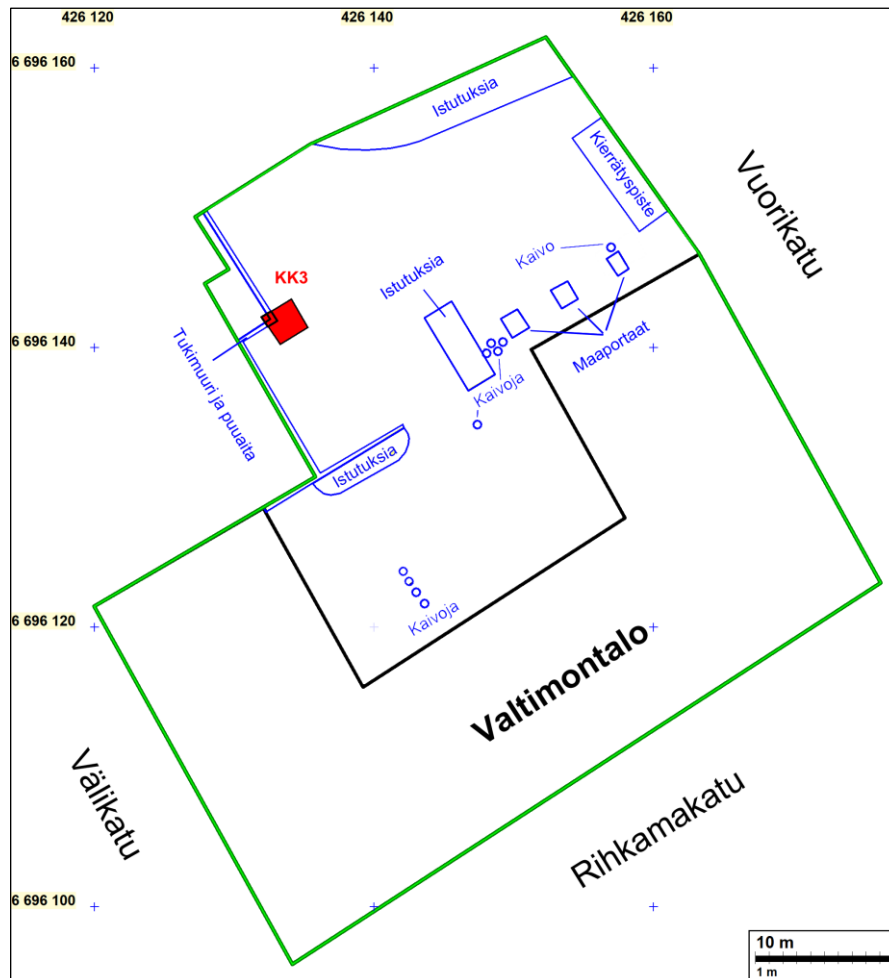 426 120
426 140
426 160
6 696 160
Istutuksia
Kierrätyspiste
Vuorikatu
Kaivo
KK3
Istutuksia
6 696 140
Maaportaat
Tukimuuri ja puuaita
Kaivoja
Istutuksia
6 696 120
Kaivoja
Valtimontalo
Välikatu
Rihkamakatu
6 696 100
10 m
1 m